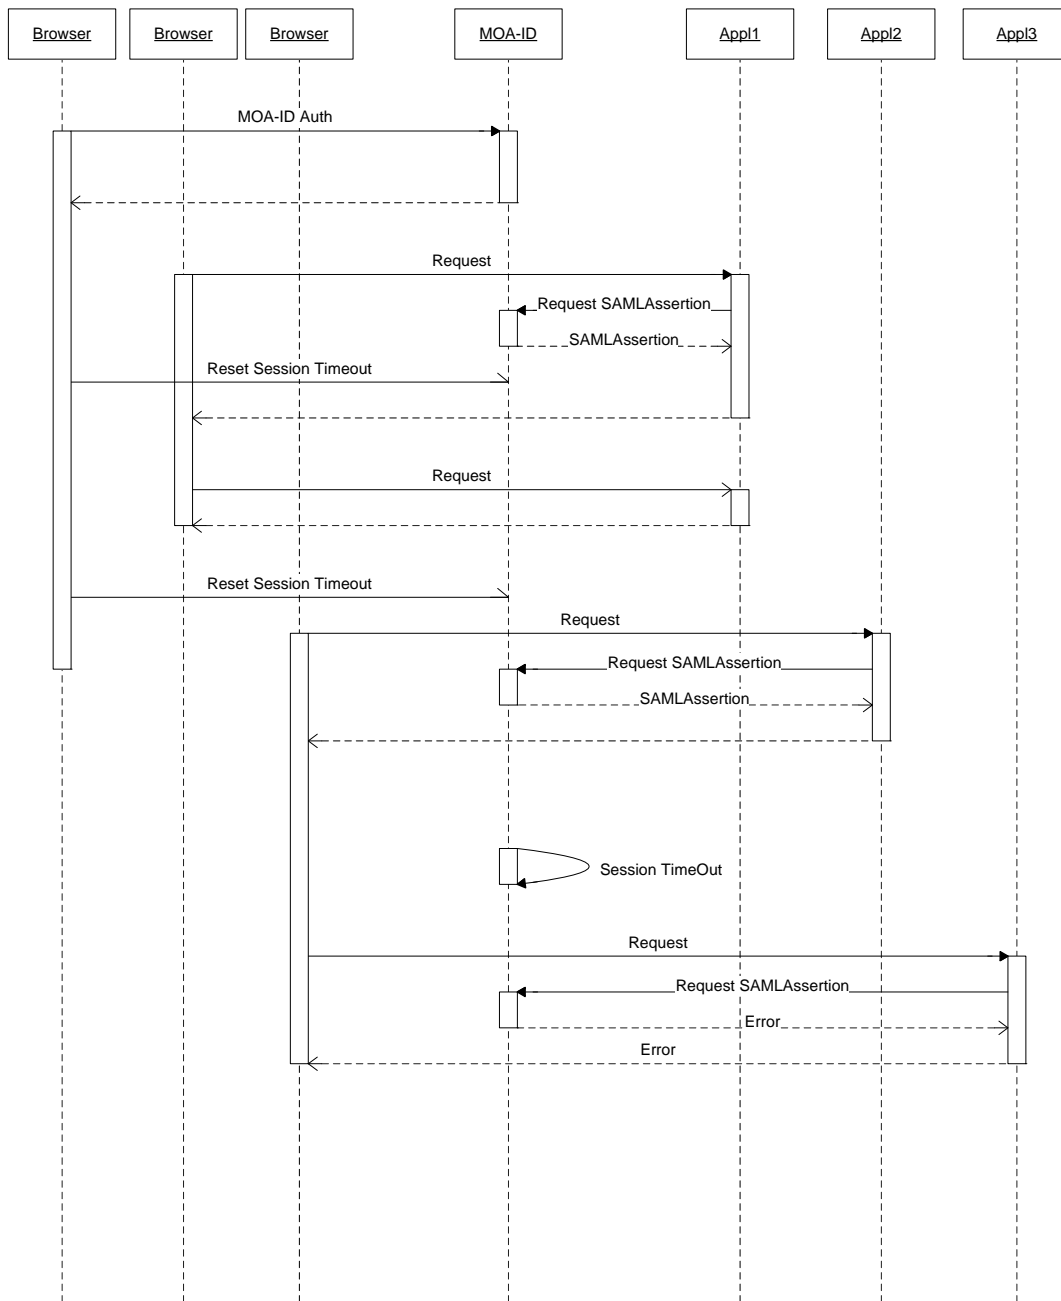 Browser
Browser
Browser
MOA-ID
Appl1
Appl2
Appl3
MOA-ID Auth
Request
Request SAMLAssertion
SAMLAssertion
Reset Session Timeout
Request
Reset Session Timeout
Request
Request SAMLAssertion
SAMLAssertion
Session TimeOut
Request
Request SAMLAssertion
Error
Error